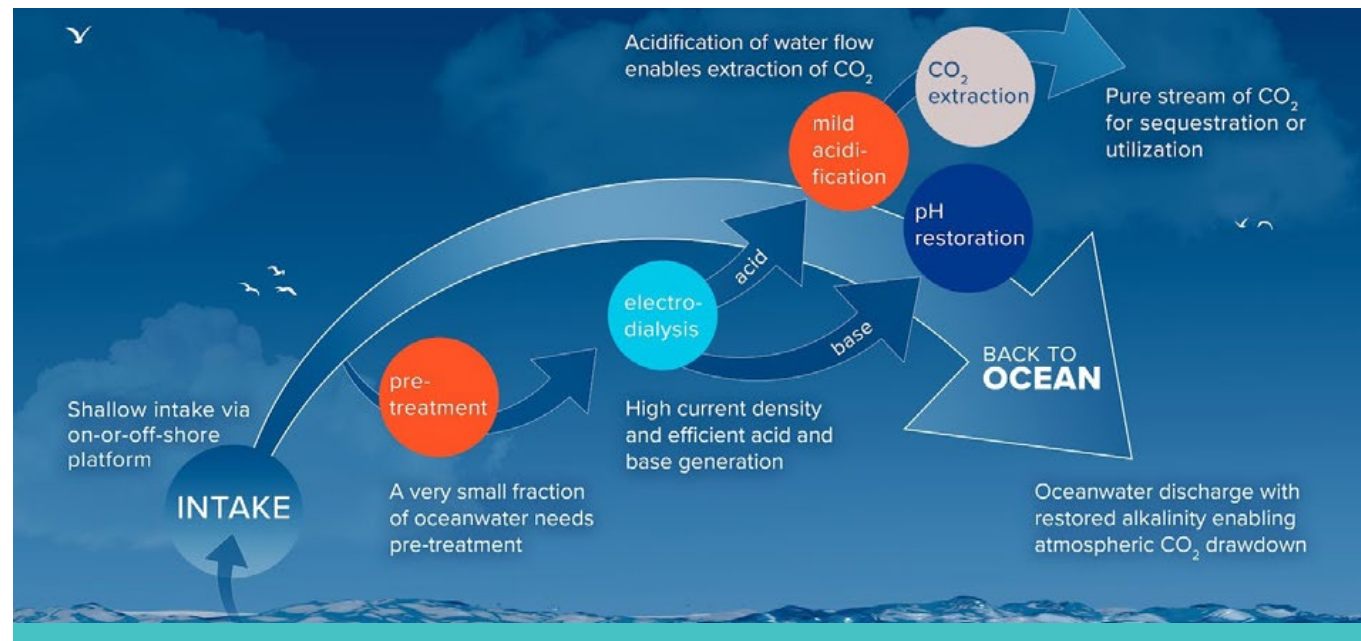 Acidification of water flow
enables extraction of CO₂
CO₂
extraction
Pure stream of CO₂
for sequestration or
utilization
mild
acidi-
fication
pH
restoration
acid
electro-
dialysis
base
BACK TO
OCEAN
pre-
treatment
Shallow intake via
on-or-off-shore
platform
High current density
and efficient acid and
base generation
INTAKE
A very small fraction
of oceanwater needs
pre-treatment
Oceanwater discharge with
restored alkalinity enabling
atmospheric CO₂ drawdown